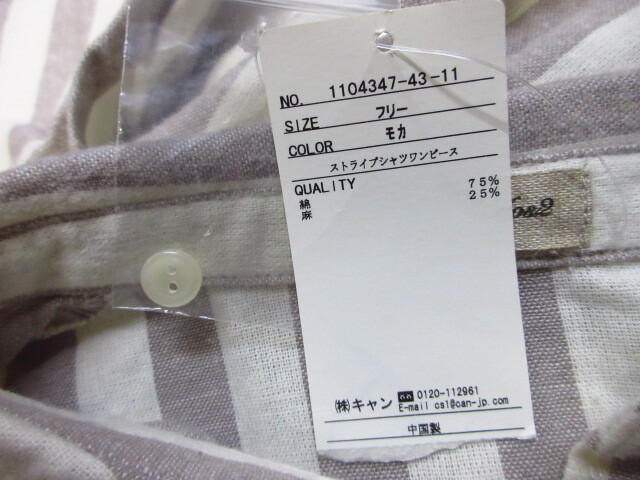 NO. 1104347-43-11
SIZE フリー
COLOR モカ
ストライプシャツワンピース
QUALITY
綿 75%
麻 25%
㈱キャン 0120-112961
E-mail cs1@can-jp.com
中国製